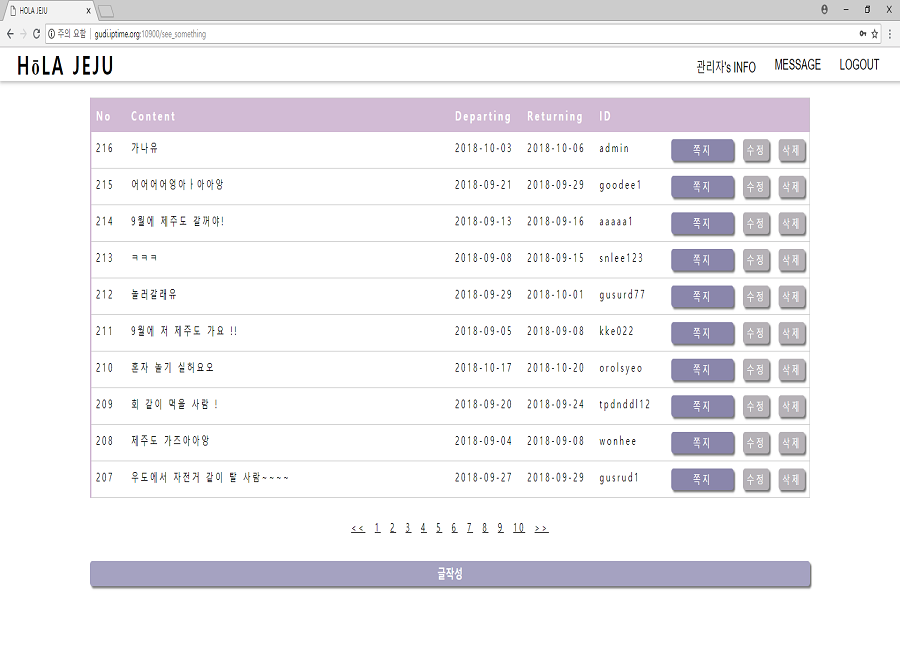 HOLA JEJU
주의 요함 | gudi.iptime.org:10900/see_something
HōLA JEJU 관리자's INFO MESSAGE LOGOUT
No Content Departing Returning ID
216 가나유 2018-10-03 2018-10-06 admin 쪽지 수정 삭제
215 어어어어엉아ㅏ아아앙 2018-09-21 2018-09-29 goodee1 쪽지 수정 삭제
214 9월에 제주도 갈꺼야! 2018-09-13 2018-09-16 aaaaa1 쪽지 수정 삭제
213 ㅋㅋㅋ 2018-09-08 2018-09-15 snlee123 쪽지 수정 삭제
212 놀러갈래유 2018-09-29 2018-10-01 gusurd77 쪽지 수정 삭제
211 9월에 저 제주도 가요 !! 2018-09-05 2018-09-08 kke022 쪽지 수정 삭제
210 혼자 놀기 싫허요오 2018-10-17 2018-10-20 orolsyeo 쪽지 수정 삭제
209 회 같이 먹을 사람 ! 2018-09-20 2018-09-24 tpdnddl12 쪽지 수정 삭제
208 제주도 가즈아아앙 2018-09-04 2018-09-08 wonhee 쪽지 수정 삭제
207 우도에서 자전거 같이 탈 사람~~~~ 2018-09-27 2018-09-29 gusrud1 쪽지 수정 삭제
<< 1 2 3 4 5 6 7 8 9 10 >>
글작성